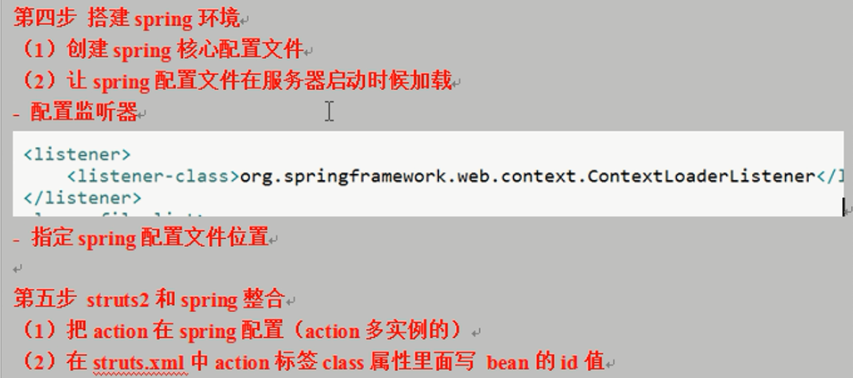 第四步 搭建 spring 环境
（1）创建 spring 核心配置文件
（2）让 spring 配置文件在服务器启动时候加载
- 配置监听器
<listener>
<listener-class>org.springframework.web.context.ContextLoaderListener</l
</listener>
- 指定 spring 配置文件位置
第五步 struts2 和 spring 整合
（1）把 action 在 spring 配置（action 多实例的）
（2）在 struts.xml 中 action 标签 class 属性里面写 bean 的 id 值